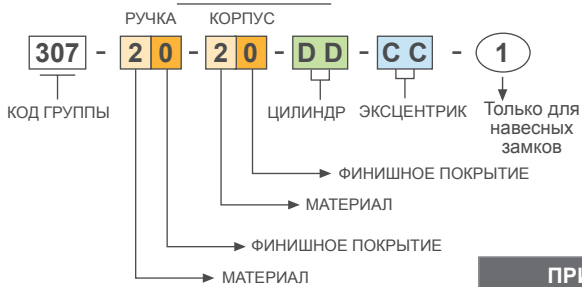 РУЧКА КОРПУС
307 - 2 0 - 2 0 - D D - C C - 1
КОД ГРУППЫ ЦИЛИНДР ЭКСЦЕНТРИК Только для
навесных
замков
ФИНИШНОЕ ПОКРЫТИЕ
МАТЕРИАЛ
ФИНИШНОЕ ПОКРЫТИЕ
МАТЕРИАЛ
ПРИ